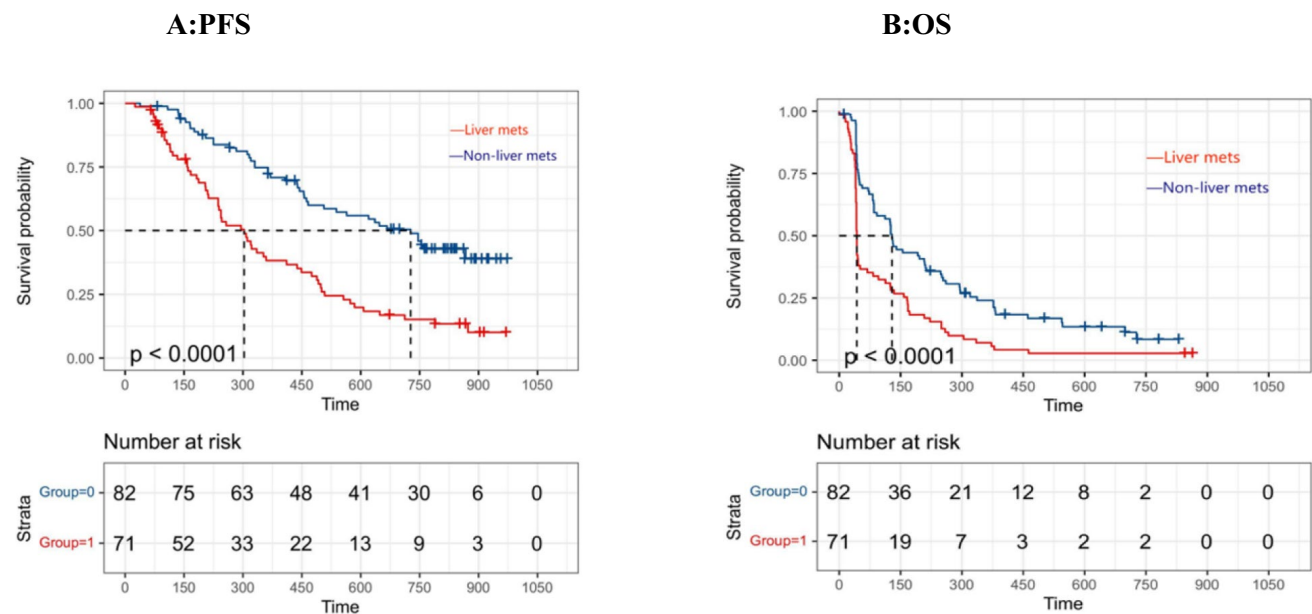 A:PFS
1.00
0.75
0.50
0.25
0.00
Survival probability
Liver mets
Non-liver mets
p < 0.0001
0 150 300 450 600 750 900 1050
Time
Number at risk
Strata
Group=0 82 75 63 48 41 30 6 0
Group=1 71 52 33 22 13 9 3 0
0 150 300 450 600 750 900 1050
Time
B:OS
1.00
0.75
0.50
0.25
0.00
Survival probability
Liver mets
Non-liver mets
p < 0.0001
0 150 300 450 600 750 900 1050
Time
Number at risk
Strata
Group=0 82 36 21 12 8 2 0 0
Group=1 71 19 7 3 2 2 0 0
0 150 300 450 600 750 900 1050
Time